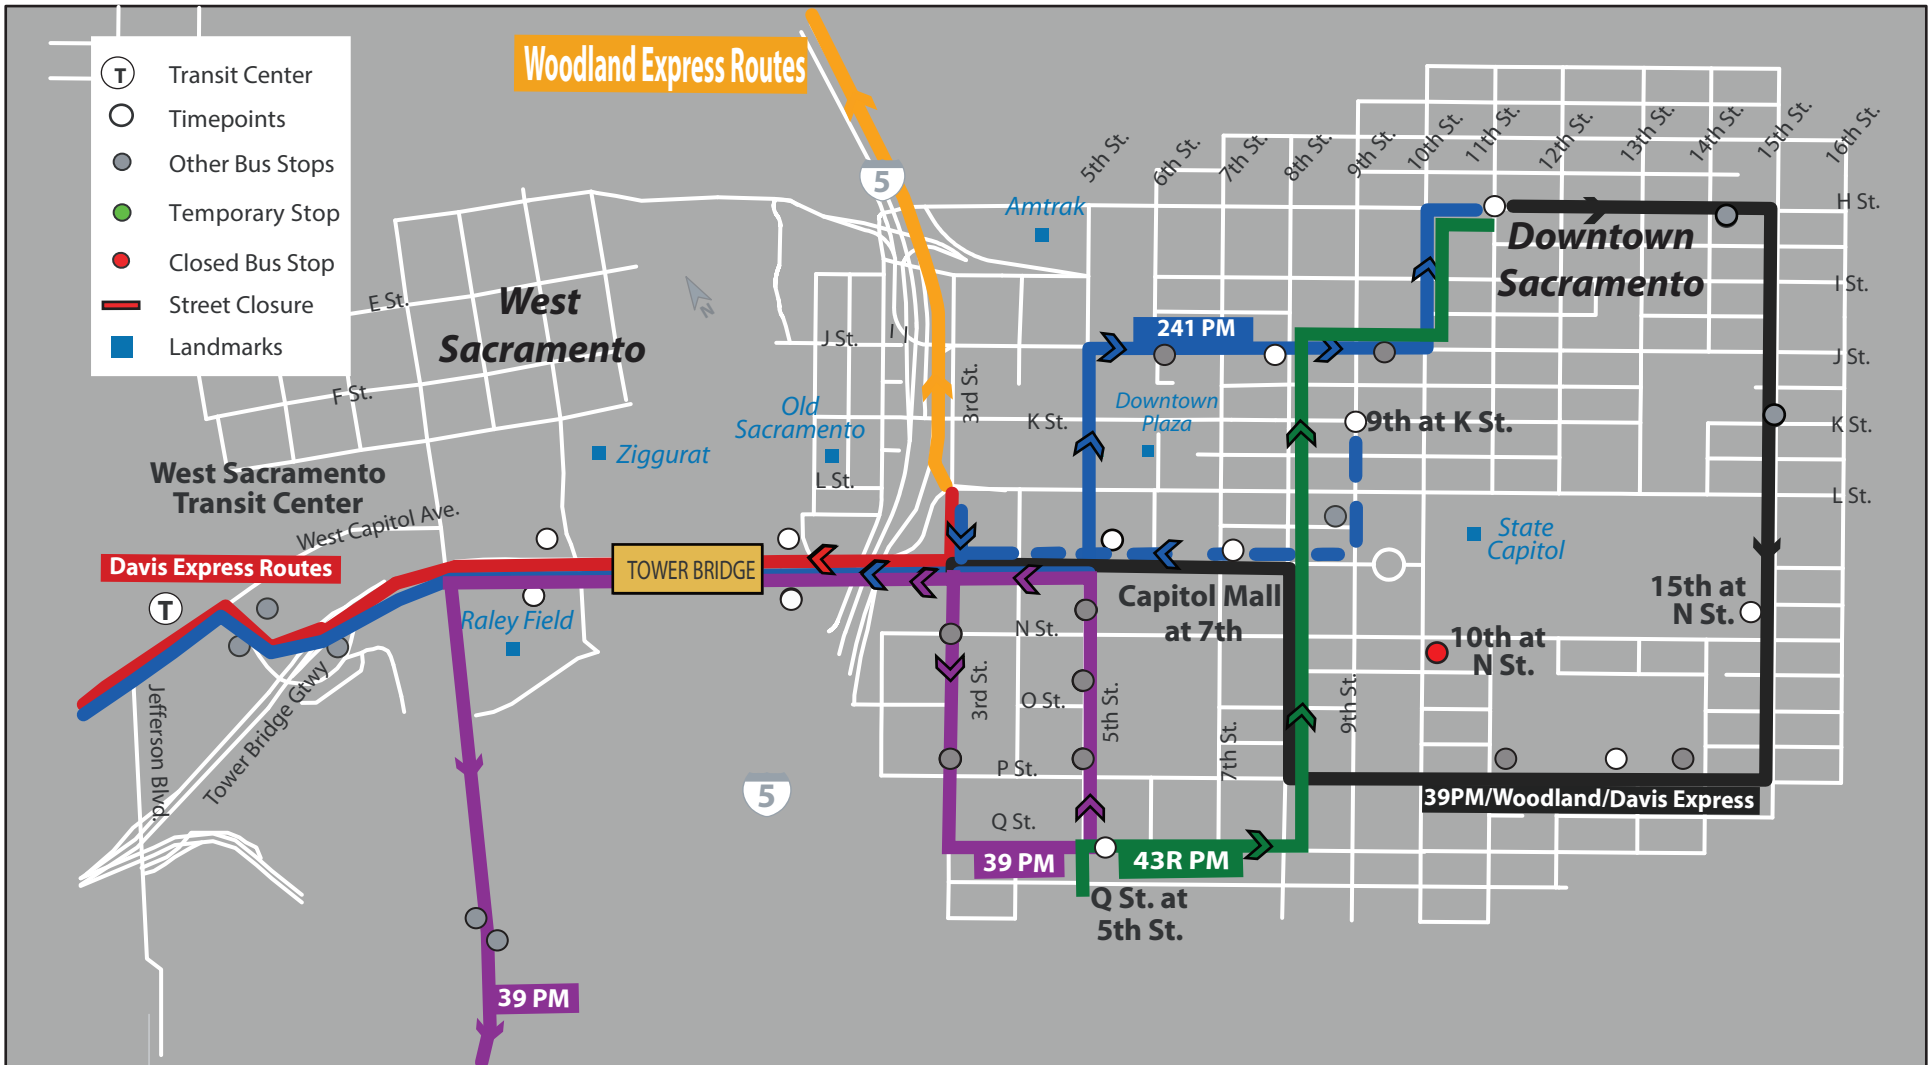 T Transit Center
Timepoints
Other Bus Stops
Temporary Stop
Closed Bus Stop
Street Closure
Landmarks
Woodland Express Routes
5
5th St.
6th St.
7th St.
8th St.
9th St.
10th St.
11th St.
12th St.
13th St.
14th St.
15th St.
16th St.
Amtrak
H St.
Downtown
Sacramento
I St.
E St.
West
Sacramento
N
J St.
I J
241 PM
J St.
F St.
3rd St.
Old
Sacramento
K St.
Downtown
Plaza
9th at K St.
K St.
Ziggurat
West Sacramento
Transit Center
L St.
L St.
West Capitol Ave.
State
Capitol
Davis Express Routes
TOWER BRIDGE
T
Raley Field
Capitol Mall
at 7th
N St.
15th at
N St.
10th at
N St.
Jefferson Blvd.
Tower Bridge Gtwy
3rd St.
O St.
5th St.
7th St.
9th St.
P St.
5
39PM/Woodland/Davis Express
Q St.
39 PM
43R PM
Q St. at
5th St.
39 PM